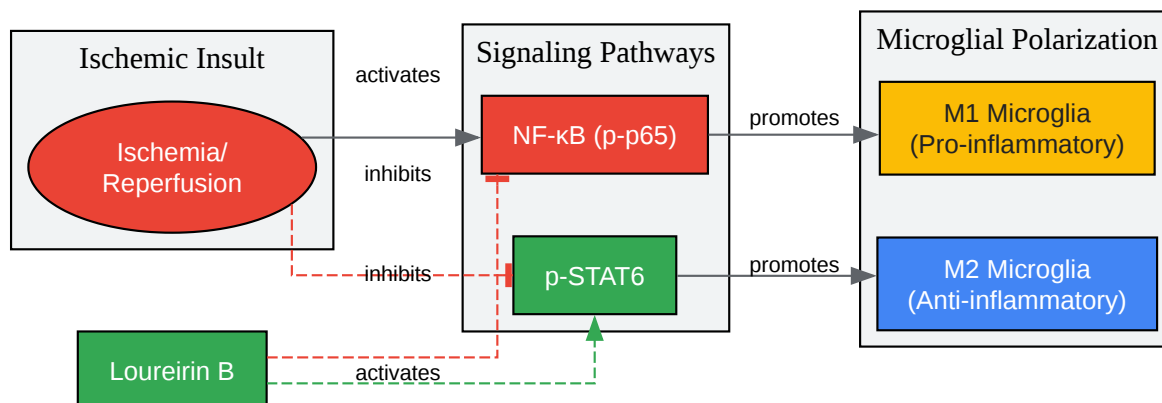 Ischemic Insult
Signaling Pathways
Microglial Polarization
activates
Ischemia/
Reperfusion
inhibits
NF-κB (p-p65)
promotes
M1 Microglia
(Pro-inflammatory)
inhibits
p-STAT6
promotes
M2 Microglia
(Anti-inflammatory)
Loureirin B
activates